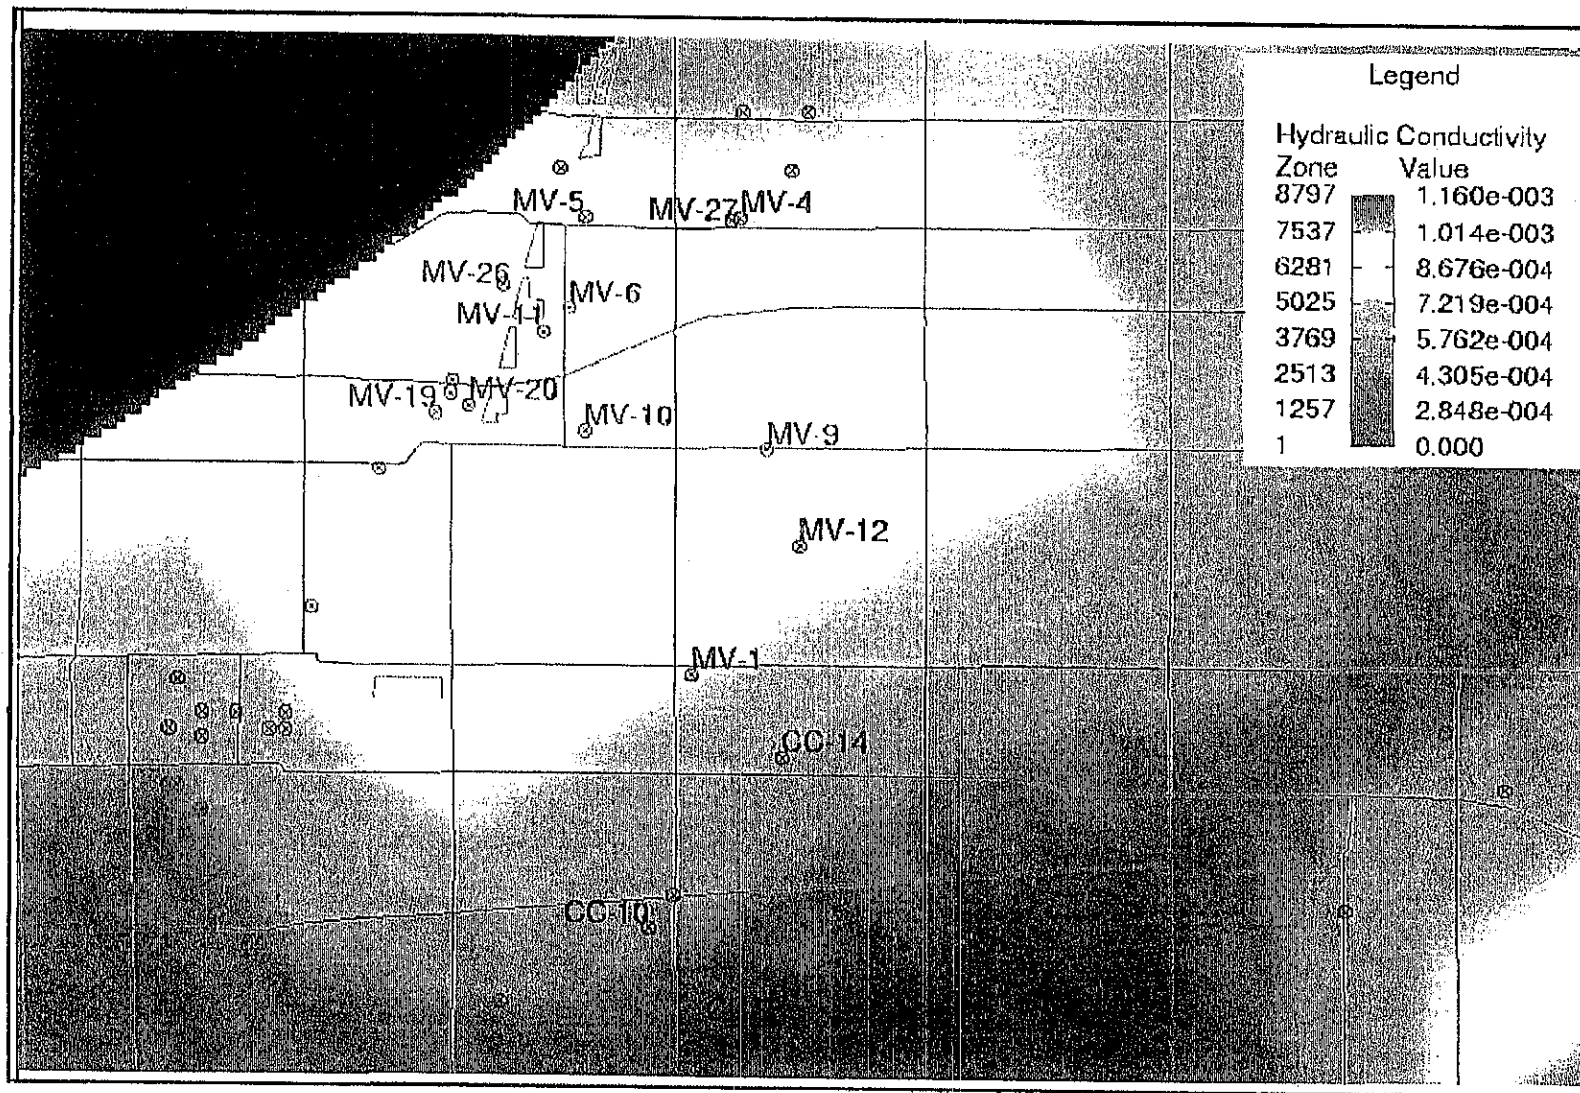 Legend
Hydraulic Conductivity
Zone Value
8797 1.160e-003
7537 1.014e-003
6281 8.676e-004
5025 7.219e-004
3769 5.762e-004
2513 4.305e-004
1257 2.848e-004
1 0.000
MV-5
MV-27
MV-4
MV-26
MV-6
MV-11
MV-19
MV-20
MV-10
MV-9
MV-12
MV-1
CC-14
CC-10